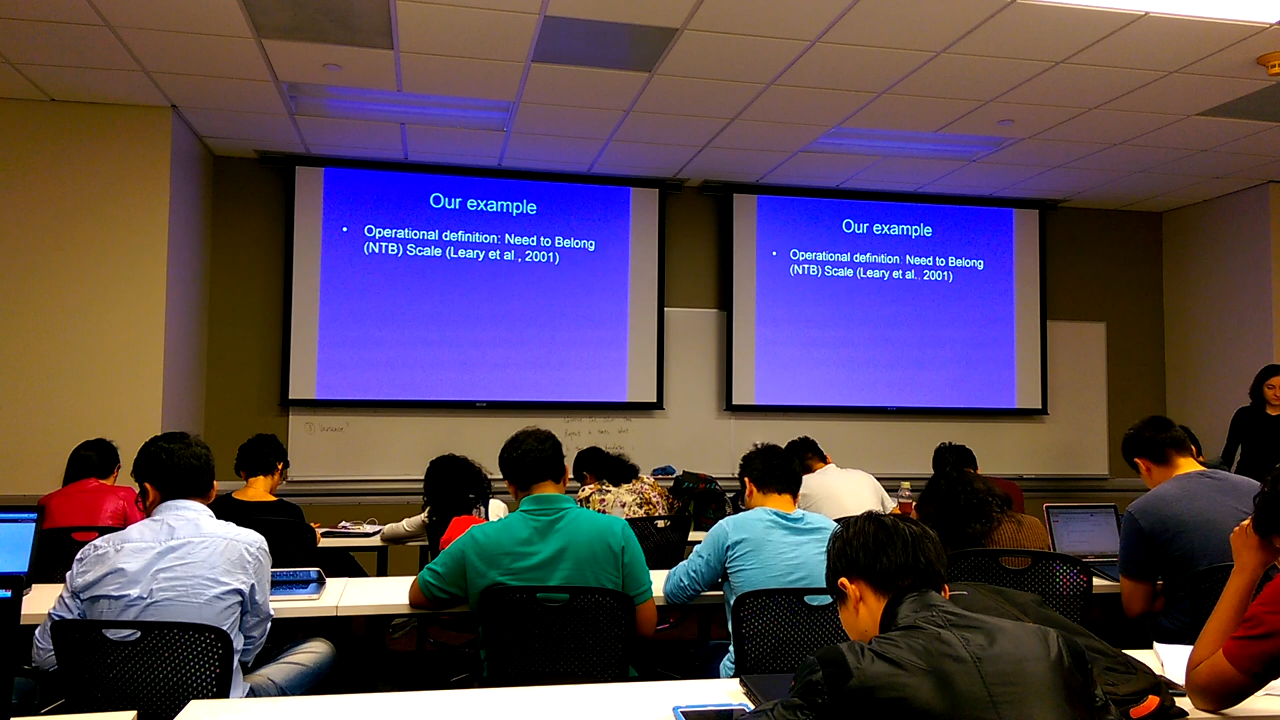 Our example
• Operational definition: Need to Belong
(NTB) Scale (Leary et al., 2001)
Our example
• Operational definition: Need to Belong
(NTB) Scale (Leary et al., 2001)